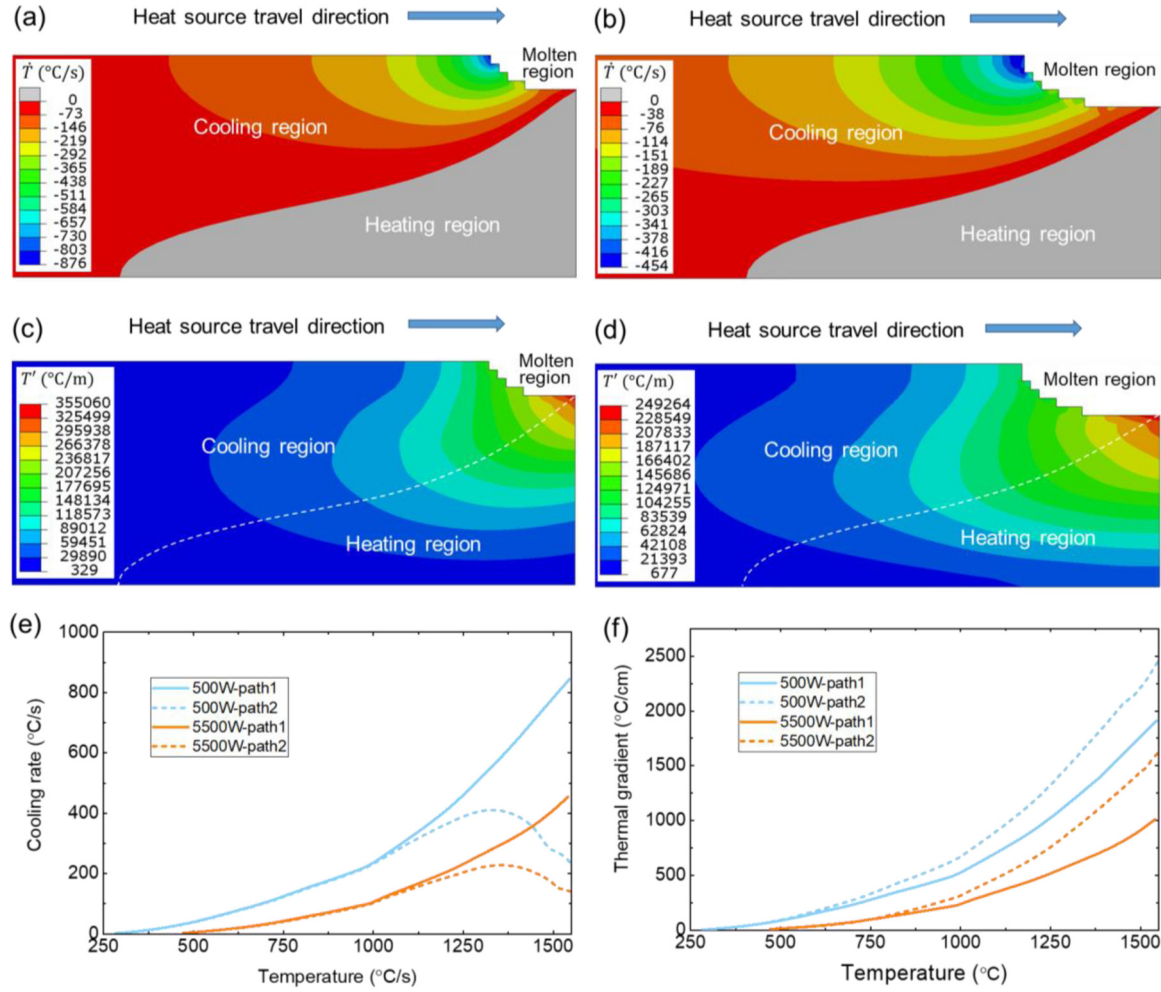 (a)
Heat source travel direction
Ṫ (°C/s)
0
-73
-146
-219
-292
-365
-438
-511
-584
-657
-730
-803
-876
Molten
region
Cooling region
Heating region
(b)
Heat source travel direction
Ṫ (°C/s)
0
-38
-76
-114
-151
-189
-227
-265
-303
-341
-378
-416
-454
Molten region
Cooling region
Heating region
(c)
Heat source travel direction
T′ (°C/m)
355060
325499
295938
266378
236817
207256
177695
148134
118573
89012
59451
29890
329
Molten
region
Cooling region
Heating region
(d)
Heat source travel direction
T′ (°C/m)
249264
228549
207833
187117
166402
145686
124971
104255
83539
62824
42108
21393
677
Molten region
Cooling region
Heating region
(e)
Cooling rate (°C/s)
1000
800
600
400
200
0
500W-path1
500W-path2
5500W-path1
5500W-path2
250
500
750
1000
1250
1500
Temperature (°C/s)
(f)
Thermal gradient (°C/cm)
2500
2000
1500
1000
500
0
500W-path1
500W-path2
5500W-path1
5500W-path2
250
500
750
1000
1250
1500
Temperature (°C)